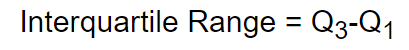 Interquartile Range = Q₃-Q₁